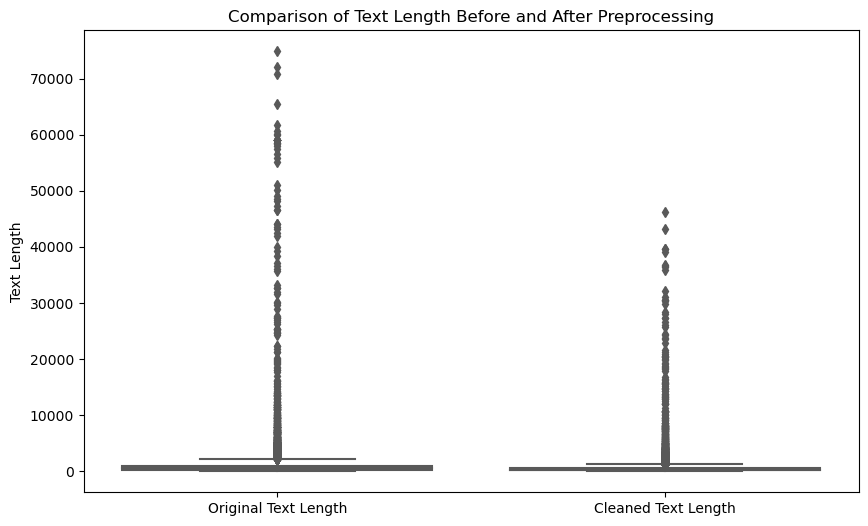 Comparison of Text Length Before and After Preprocessing
Text Length
70000
60000
50000
40000
30000
20000
10000
0
Original Text Length
Cleaned Text Length